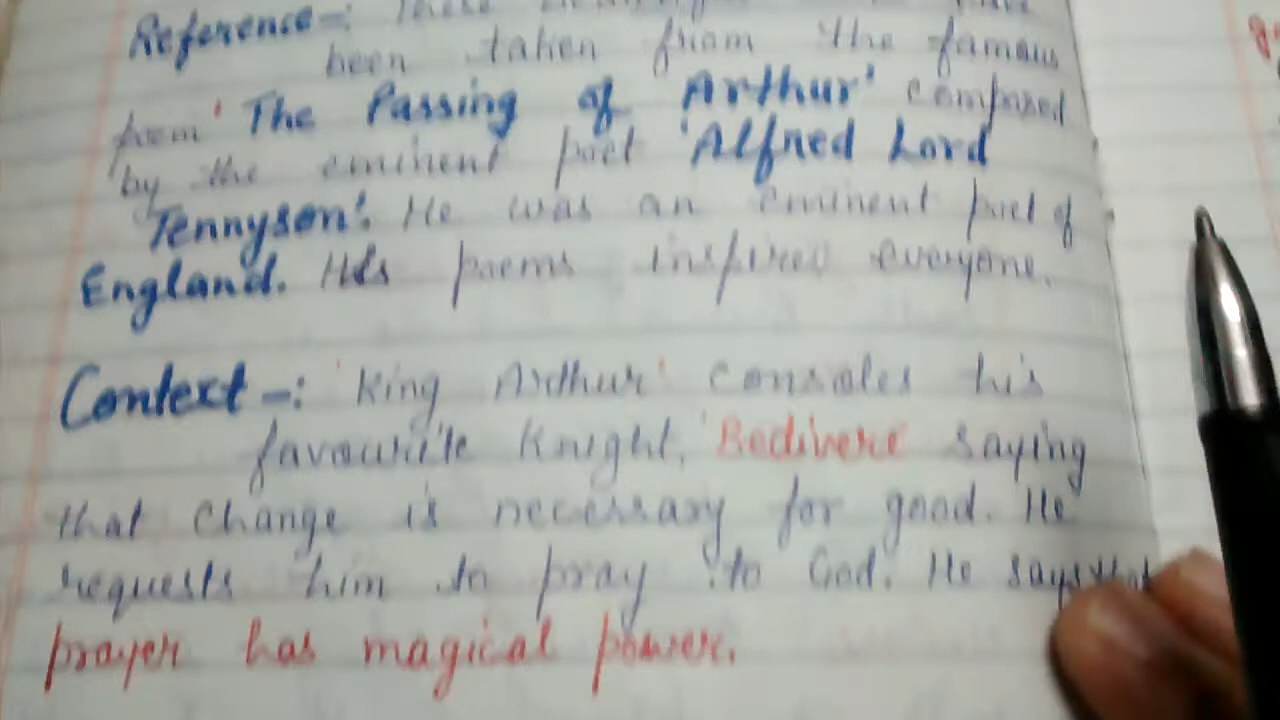 Reference-: These
been taken from the famous
poem 'The Passing of Arthur' composed
by the eminent poet 'Alfred Lord
Tennyson'. He was an eminent poet of
England. His poems inspired everyone.
Context-: 'King Arthur' consoles his
favourite Knight, 'Bedivere saying
that change is necessary for good. He
requests him to pray to God. He says that
prayer has magical power.